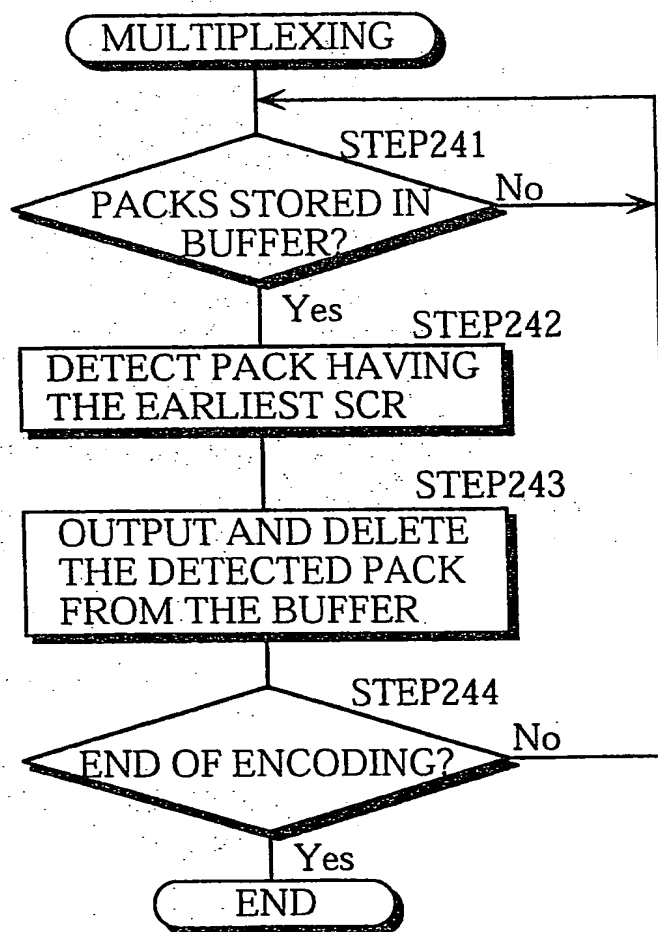 MULTIPLEXING
STEP241
PACKS STORED IN
BUFFER?
No
Yes
STEP242
DETECT PACK HAVING
THE EARLIEST SCR
STEP243
OUTPUT AND DELETE
THE DETECTED PACK
FROM THE BUFFER
STEP244
END OF ENCODING?
No
Yes
END